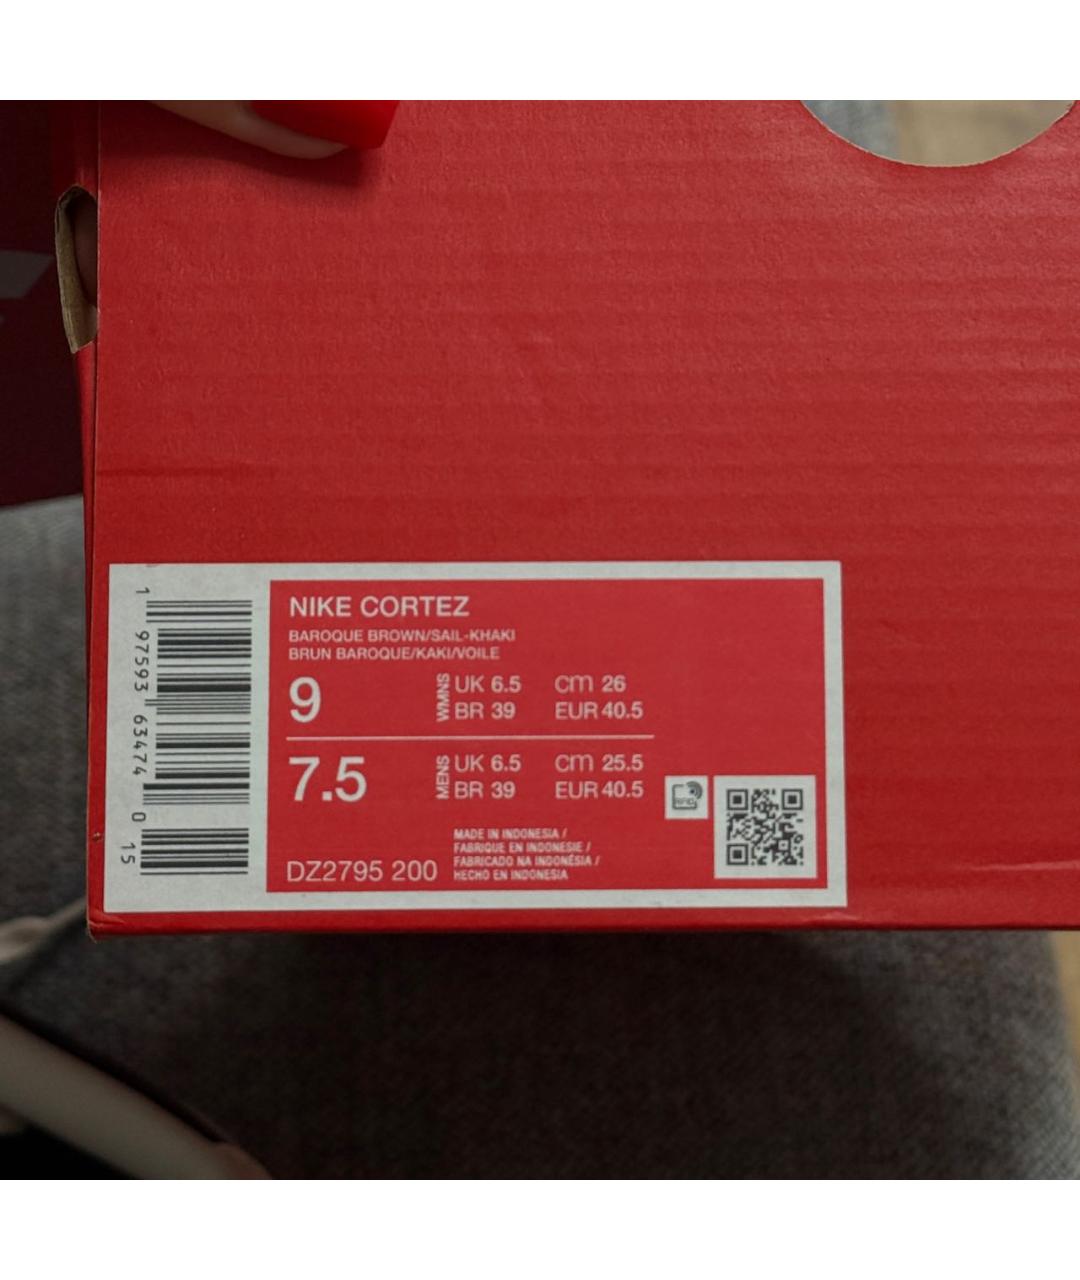 NIKE CORTEZ
BAROQUE BROWN/SAIL-KHAKI
BRUN BAROQUE/KAKI/VOILE
9 WMNS UK 6.5 cm 26
BR 39 EUR 40.5
7.5 MENS UK 6.5 cm 25.5
BR 39 EUR 40.5
RFID
MADE IN INDONESIA /
FABRIQUE EN INDONESIE /
FABRICADO NA INDONÉSIA /
HECHO EN INDONESIA
DZ2795 200
1 97593 63474 0 15